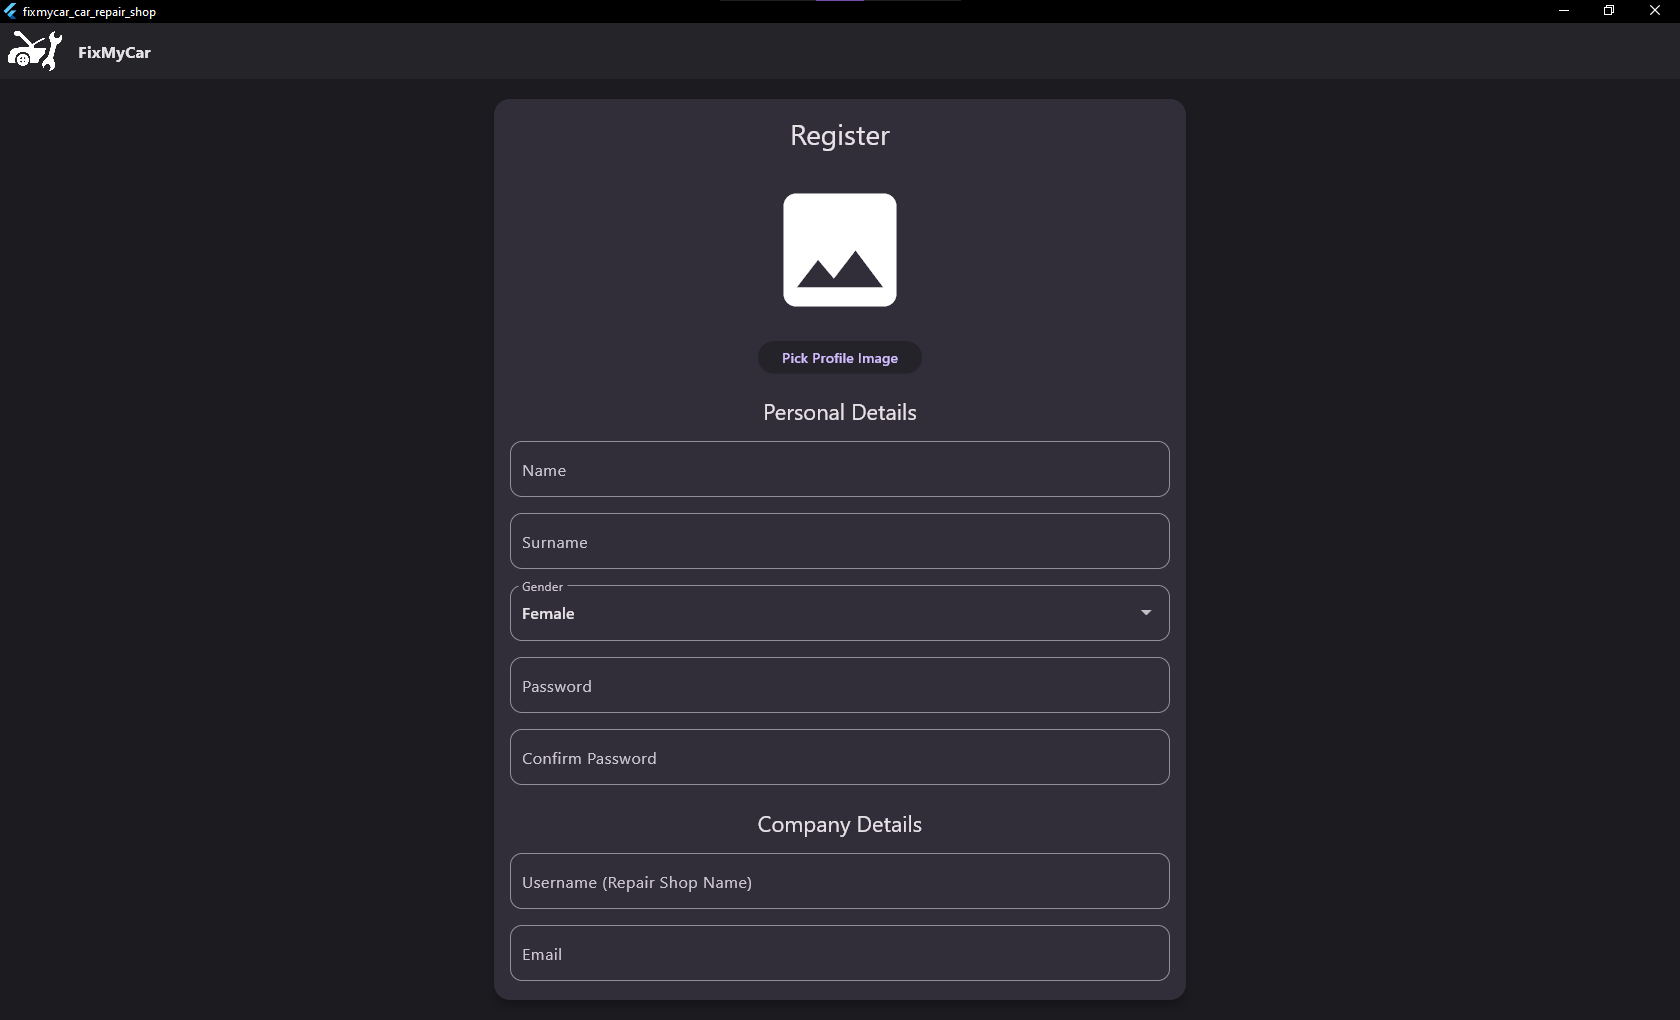 fixmycar_car_repair_shop
FixMyCar
Register
Pick Profile Image
Personal Details
Name
Surname
Gender
Female
Password
Confirm Password
Company Details
Username (Repair Shop Name)
Email